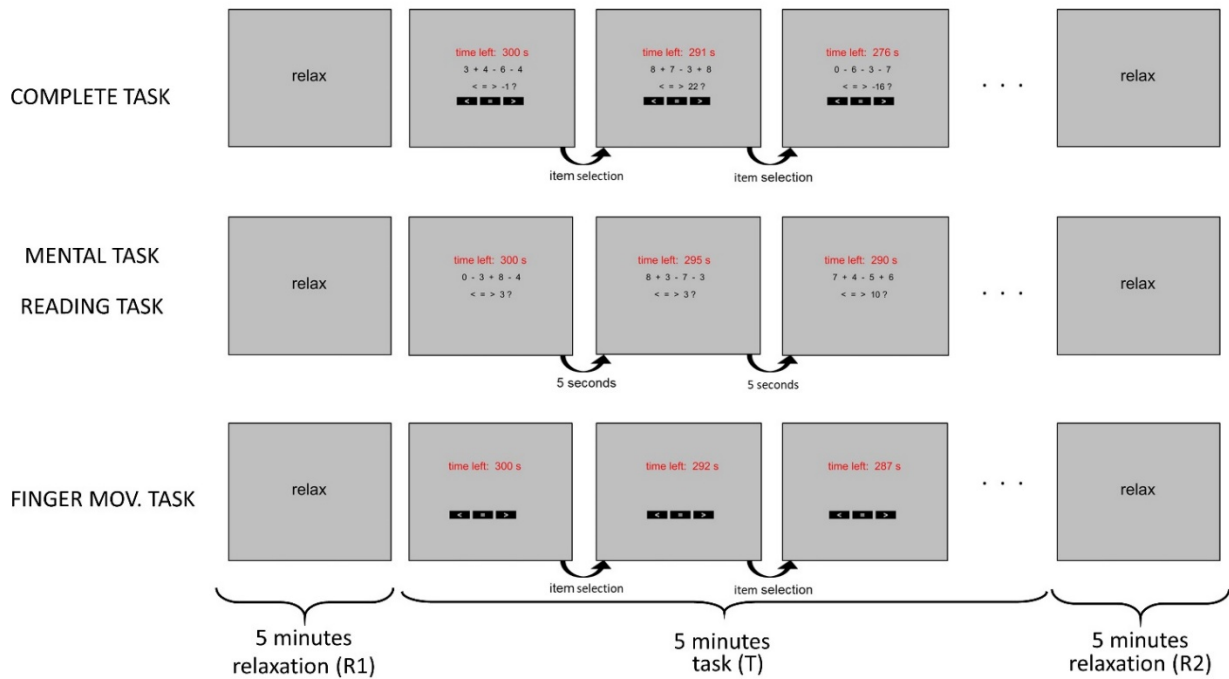 COMPLETE TASK
relax
time left: 300 s
3 + 4 - 6 - 4
< = > -1 ?
< = >
time left: 291 s
8 + 7 - 3 + 8
< = > 22 ?
< = >
time left: 276 s
0 - 6 - 3 - 7
< = > -16 ?
< = >
. . .
relax
item selection
item selection
MENTAL TASK
READING TASK
relax
time left: 300 s
0 - 3 + 8 - 4
< = > 3 ?
time left: 295 s
8 + 3 - 7 - 3
< = > 3 ?
time left: 290 s
7 + 4 - 5 + 6
< = > 10 ?
. . .
relax
5 seconds
5 seconds
FINGER MOV. TASK
relax
time left: 300 s
< = >
time left: 292 s
< = >
time left: 287 s
< = >
. . .
relax
item selection
item selection
5 minutes
relaxation (R1)
5 minutes
task (T)
5 minutes
relaxation (R2)